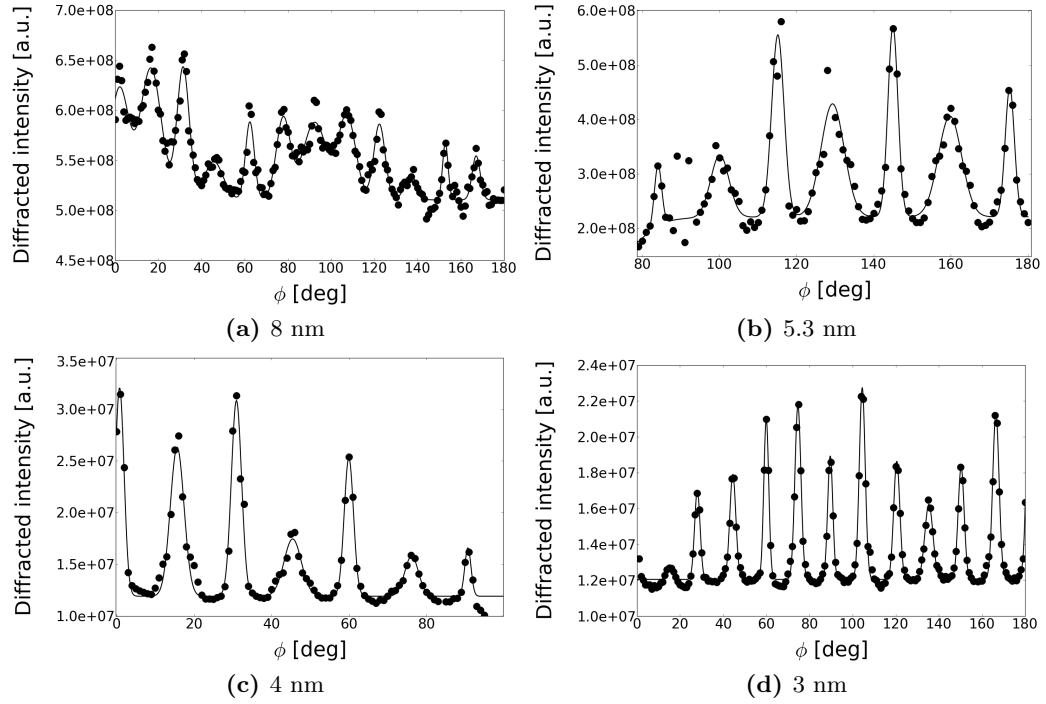 7.0e+08
6.5e+08
6.0e+08
5.5e+08
5.0e+08
4.5e+08
Diffracted intensity [a.u.]
0 20 40 60 80 100 120 140 160 180
ϕ [deg]
(a) 8 nm
6.0e+08
5.0e+08
4.0e+08
3.0e+08
2.0e+08
Diffracted intensity [a.u.]
80 100 120 140 160 180
ϕ [deg]
(b) 5.3 nm
3.5e+07
3.0e+07
2.5e+07
2.0e+07
1.5e+07
1.0e+07
Diffracted intensity [a.u.]
0 20 40 60 80
ϕ [deg]
(c) 4 nm
2.4e+07
2.2e+07
2.0e+07
1.8e+07
1.6e+07
1.4e+07
1.2e+07
1.0e+07
Diffracted intensity [a.u.]
0 20 40 60 80 100 120 140 160 180
ϕ [deg]
(d) 3 nm